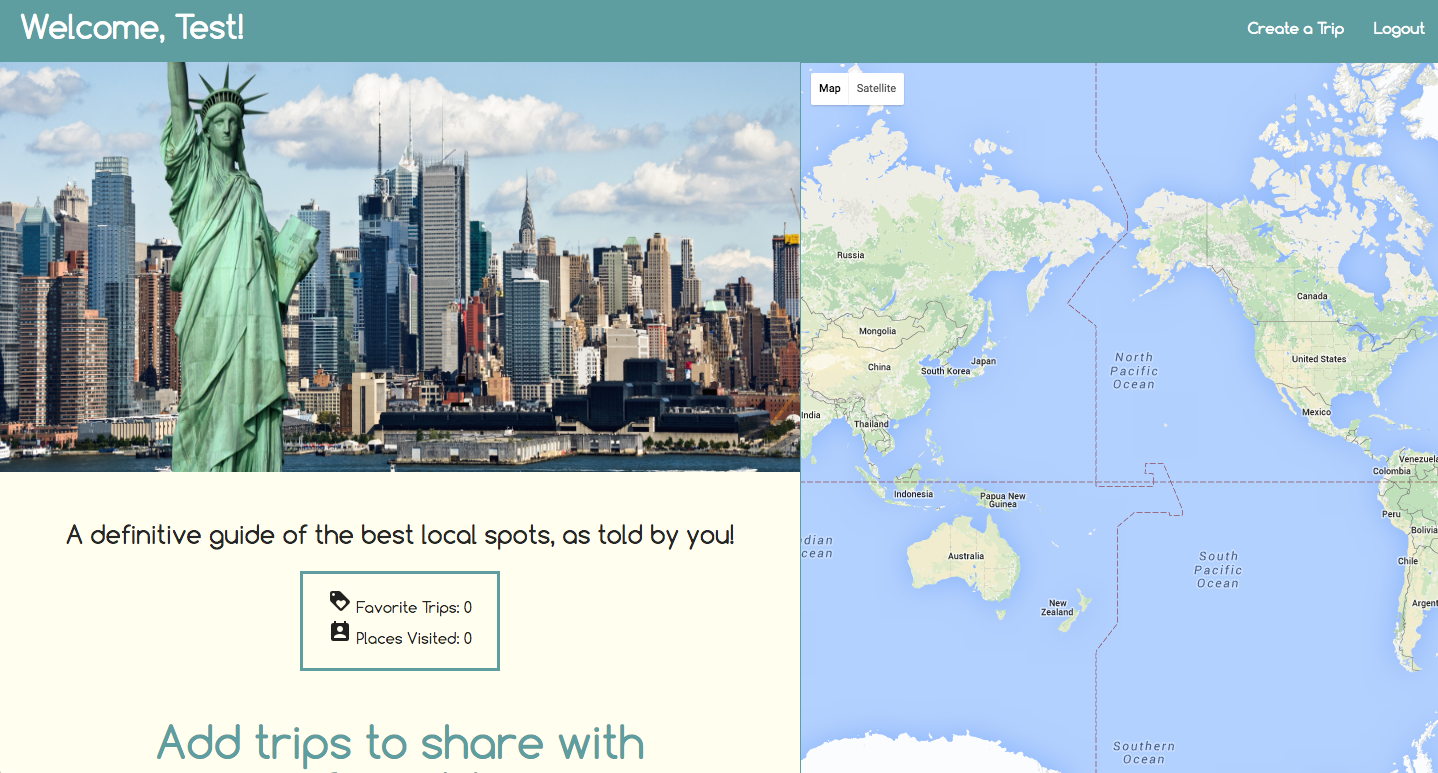 Welcome, Test!
Create a Trip
Logout
Map
Satellite
Russia
Canada
Mongolia
United States
China
Japan
South Korea
North
Pacific
Ocean
India
Thailand
Mexico
Venezuela
Colombia
Indonesia
Papua New
Guinea
Peru
Bolivia
dian
cean
Australia
South
Pacific
Ocean
Chile
New
Zealand
Argent
Southern
Ocean
A definitive guide of the best local spots, as told by you!
Favorite Trips: 0
Places Visited: 0
Add trips to share with